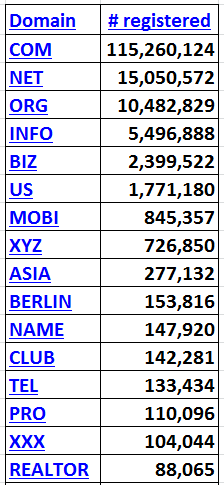 Domain # registered
COM 115,260,124
NET 15,050,572
ORG 10,482,829
INFO 5,496,888
BIZ 2,399,522
US 1,771,180
MOBI 845,357
XYZ 726,850
ASIA 277,132
BERLIN 153,816
NAME 147,920
CLUB 142,281
TEL 133,434
PRO 110,096
XXX 104,044
REALTOR 88,065